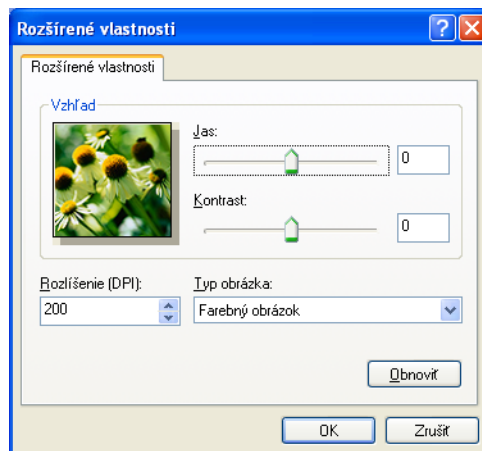 Rozšírené vlastnosti
Rozšírené vlastnosti
Vzhľad
Jas:
0
Kontrast:
0
Rozlíšenie (DPI): Typ obrázka:
200 Farebný obrázok
Obnoviť
OK Zrušiť